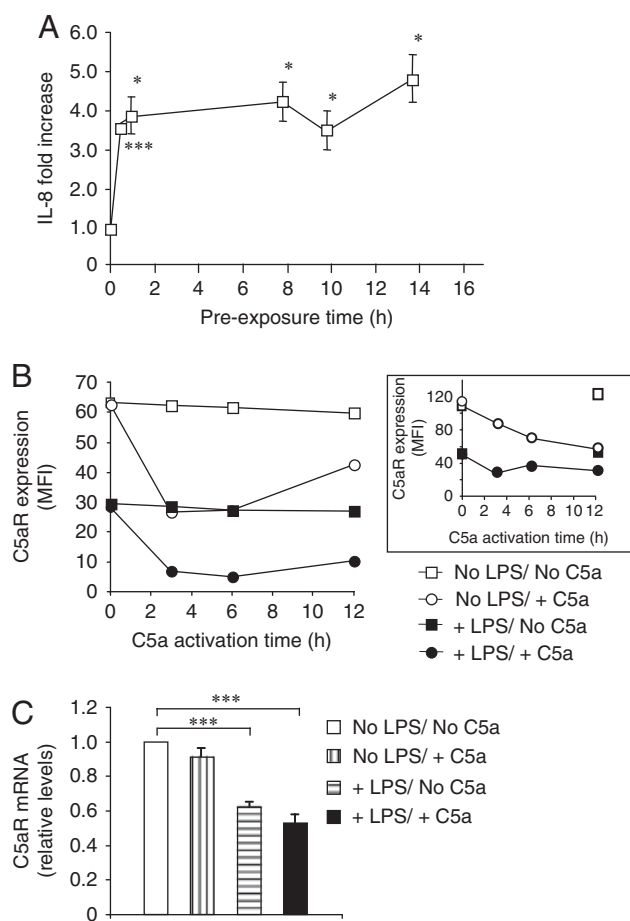 A
6.0
5.0
4.0
3.0
2.0
1.0
0
IL-8 fold increase
*
*
*
*
***
0 2 4 6 8 10 12 14 16
Pre-exposure time (h)
B
70
60
50
40
30
20
10
0
C5aR expression
(MFI)
0 2 4 6 8 10 12
C5a activation time (h)
120
80
40
0
C5aR expression
(MFI)
0 2 4 6 8 10 12
C5a activation time (h)
No LPS/ No C5a
No LPS/ + C5a
+ LPS/ No C5a
+ LPS/ + C5a
C
1.2
1.0
0.8
0.6
0.4
0.2
0
C5aR mRNA
(relative levels)
***
***
No LPS/ No C5a
No LPS/ + C5a
+ LPS/ No C5a
+ LPS/ + C5a